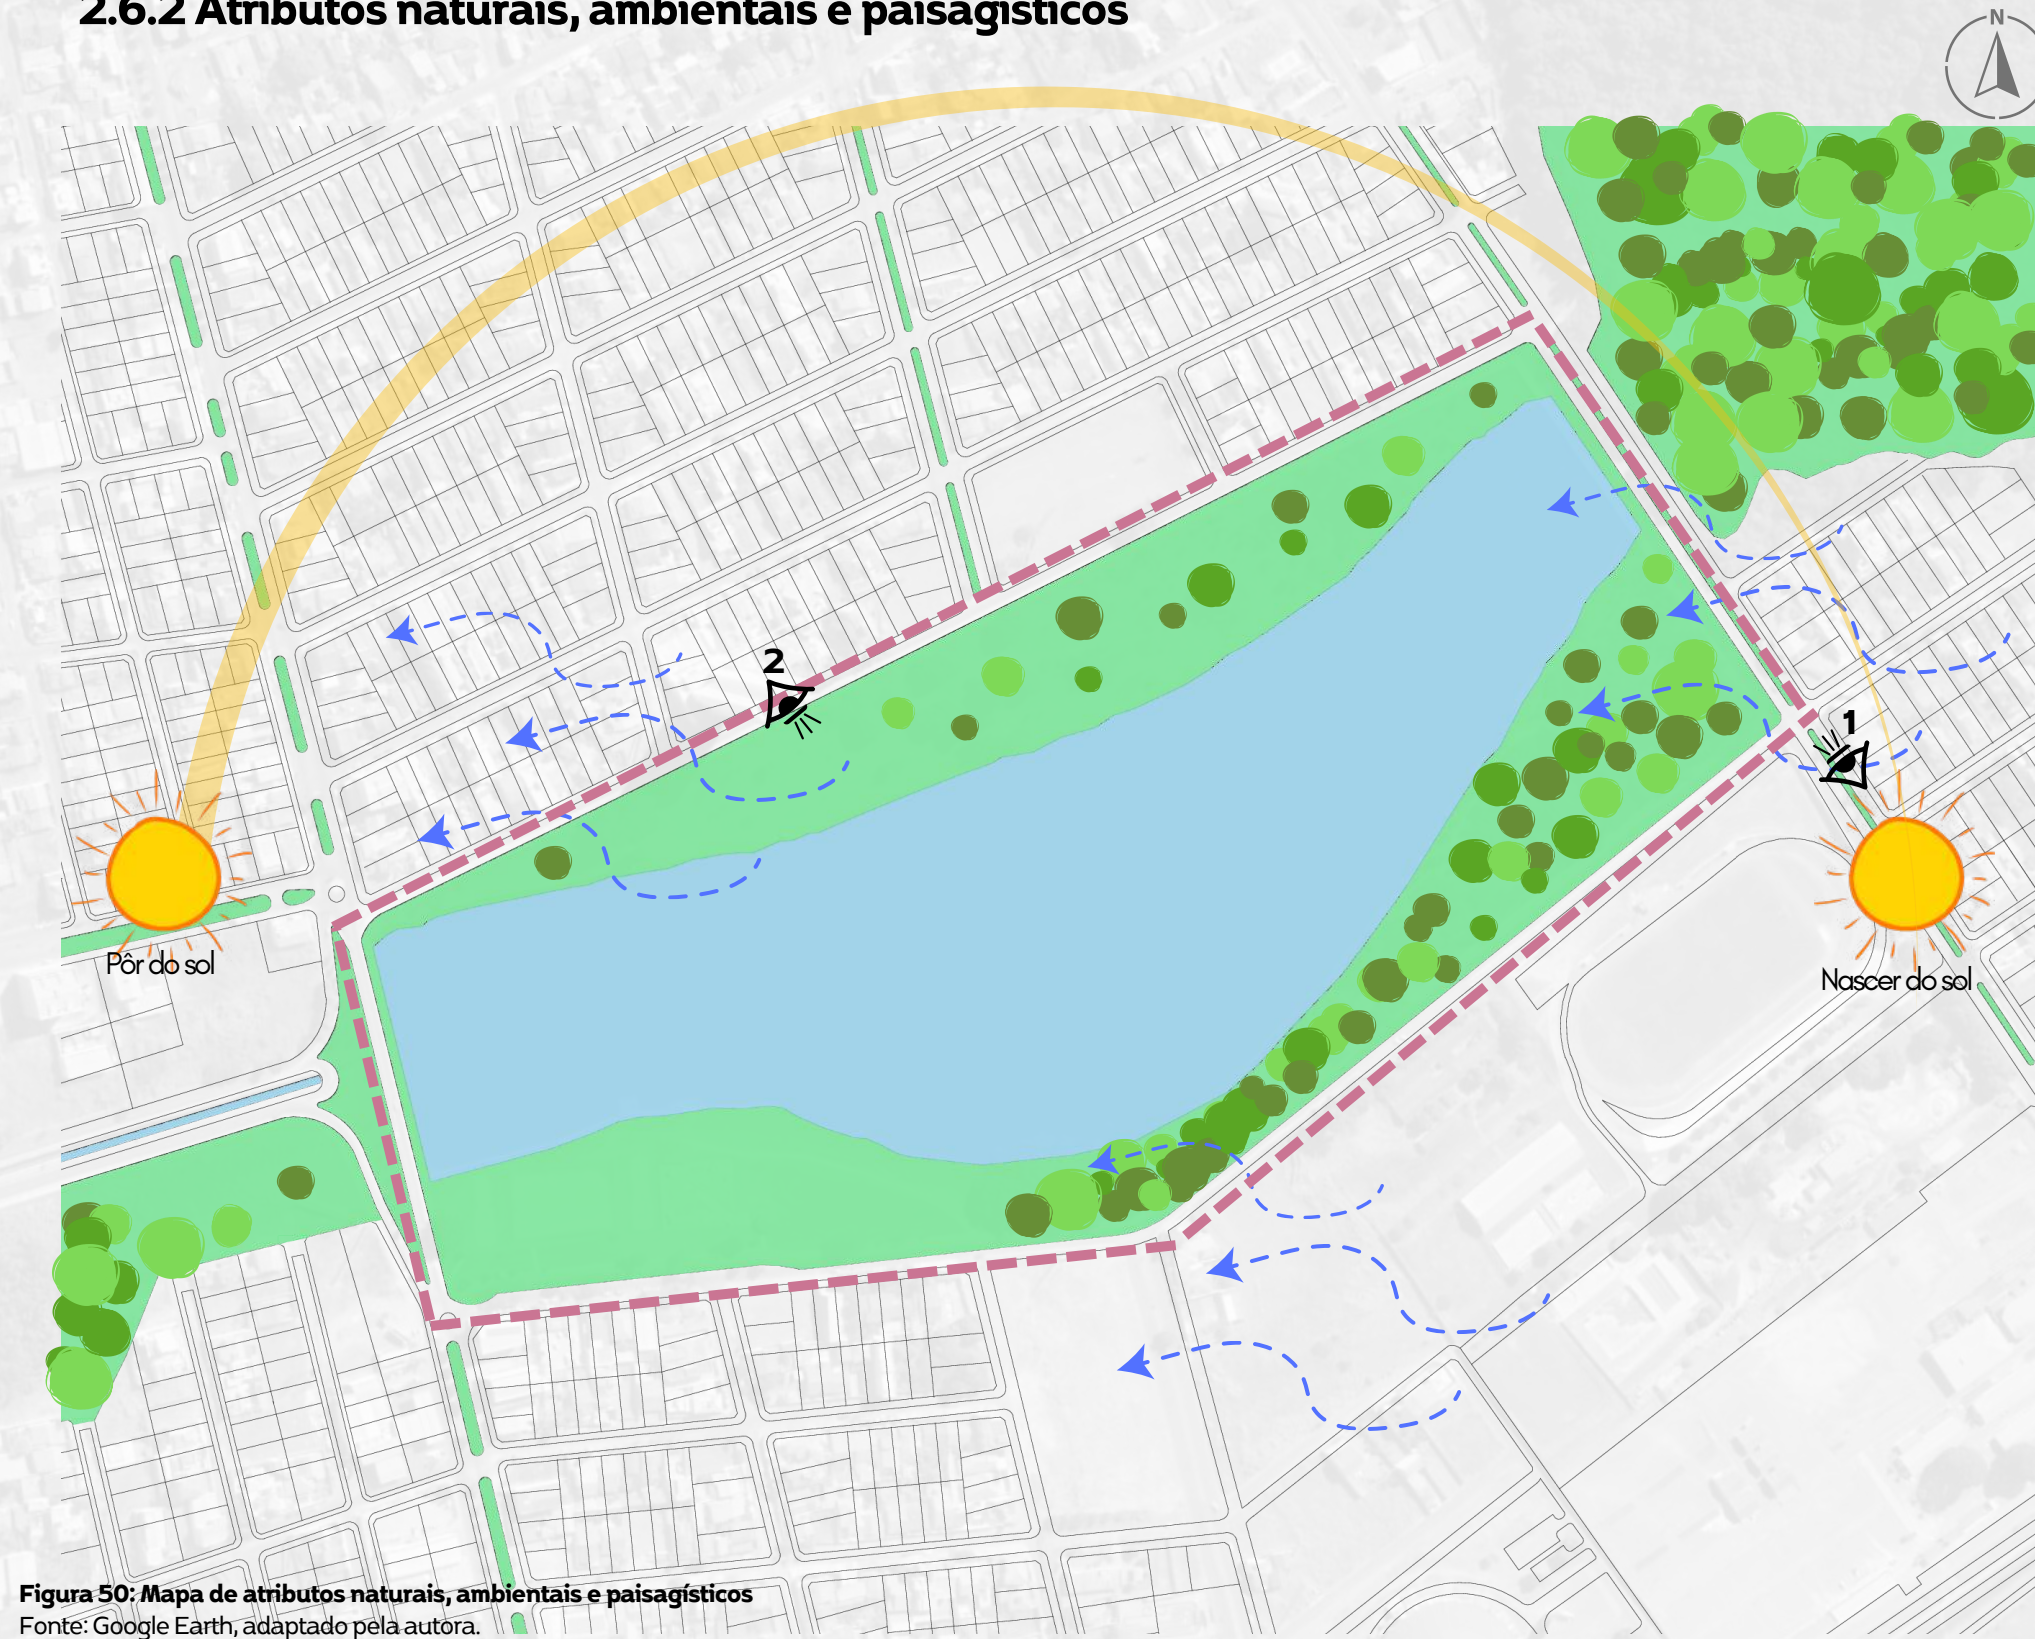 2.6.2 Atributos naturais, ambientais e paisagísticos
N
2
1
Pôr do sol
Nascer do sol
Figura 50: Mapa de atributos naturais, ambientais e paisagísticos
Fonte: Google Earth, adaptado pela autora.